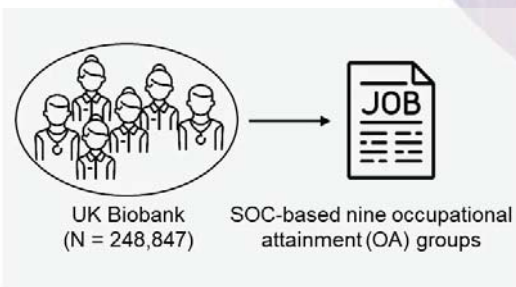 JOB
UK Biobank
(N = 248,847)
SOC-based nine occupational
attainment (OA) groups